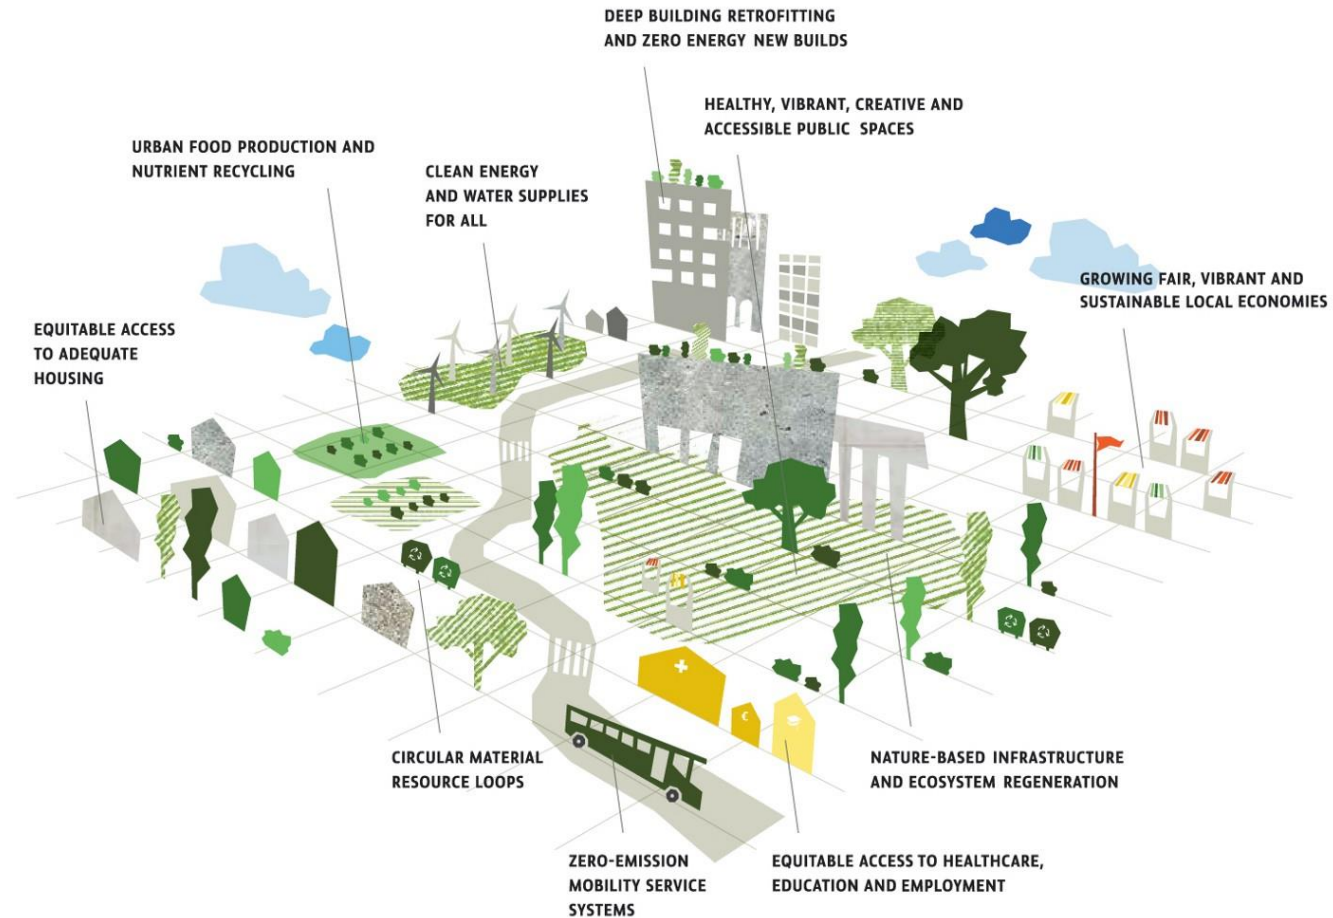 DEEP BUILDING RETROFITTING
AND ZERO ENERGY NEW BUILDS
HEALTHY, VIBRANT, CREATIVE AND
ACCESSIBLE PUBLIC SPACES
URBAN FOOD PRODUCTION AND
NUTRIENT RECYCLING
CLEAN ENERGY
AND WATER SUPPLIES
FOR ALL
GROWING FAIR, VIBRANT AND
SUSTAINABLE LOCAL ECONOMIES
EQUITABLE ACCESS
TO ADEQUATE
HOUSING
€
CIRCULAR MATERIAL
RESOURCE LOOPS
NATURE-BASED INFRASTRUCTURE
AND ECOSYSTEM REGENERATION
ZERO-EMISSION
MOBILITY SERVICE
SYSTEMS
EQUITABLE ACCESS TO HEALTHCARE,
EDUCATION AND EMPLOYMENT